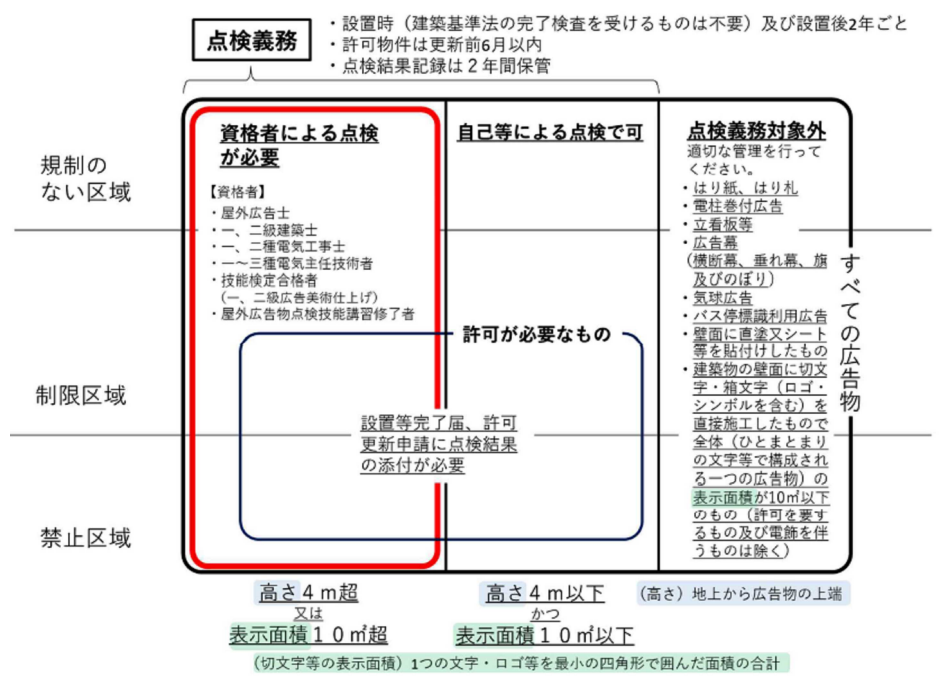 点検義務
・設置時（建築基準法の完了検査を受けるものは不要）及び設置後2年ごと
・許可物件は更新前6月以内
・点検結果記録は２年間保管
規制の
ない区域
制限区域
禁止区域
資格者による点検
が必要
【資格者】
・屋外広告士
・一、二級建築士
・一、二種電気工事士
・一～三種電気主任技術者
・技能検定合格者
（一、二級広告美術仕上げ）
・屋外広告物点検技能講習修了者
自己等による点検で可
点検義務対象外
適切な管理を行って
ください。
・はり紙、はり札
・電柱巻付広告
・立看板等
・広告幕
（横断幕、垂れ幕、旗
及びのぼり）
・気球広告
・バス停標識利用広告
・壁面に直塗又シート
等を貼付けしたもの
・建築物の壁面に切文
字・箱文字（ロゴ・
シンボルを含む）を
直接施工したもので
全体（ひとまとまり
の文字等で構成され
る一つの広告物）の
表示面積が10㎡以下
のもの（許可を要す
るもの及び電飾を伴
うものは除く）
すべての広告物
許可が必要なもの
設置等完了届、許可
更新申請に点検結果
の添付が必要
高さ４ｍ超
又は
表示面積１０㎡超
高さ４ｍ以下
かつ
表示面積１０㎡以下
（高さ）地上から広告物の上端
（切文字等の表示面積）1つの文字・ロゴ等を最小の四角形で囲んだ面積の合計